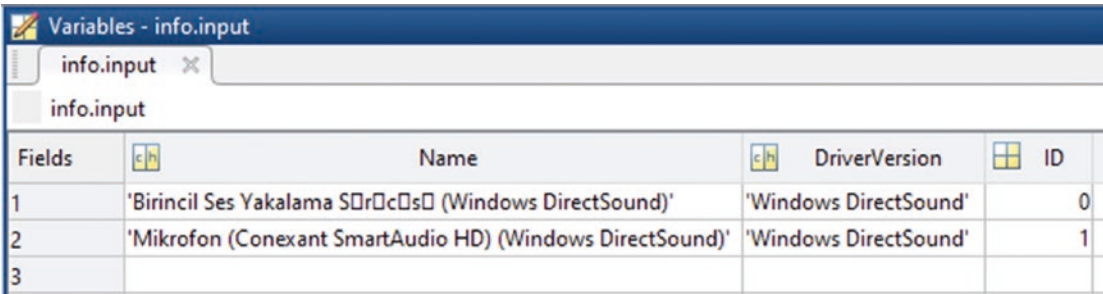 Variables - info.input
info.input
info.input
Fields Name DriverVersion ID
1 'Birincil Ses Yakalama S□r□c□s□ (Windows DirectSound)' 'Windows DirectSound' 0
2 'Mikrofon (Conexant SmartAudio HD) (Windows DirectSound)' 'Windows DirectSound' 1
3